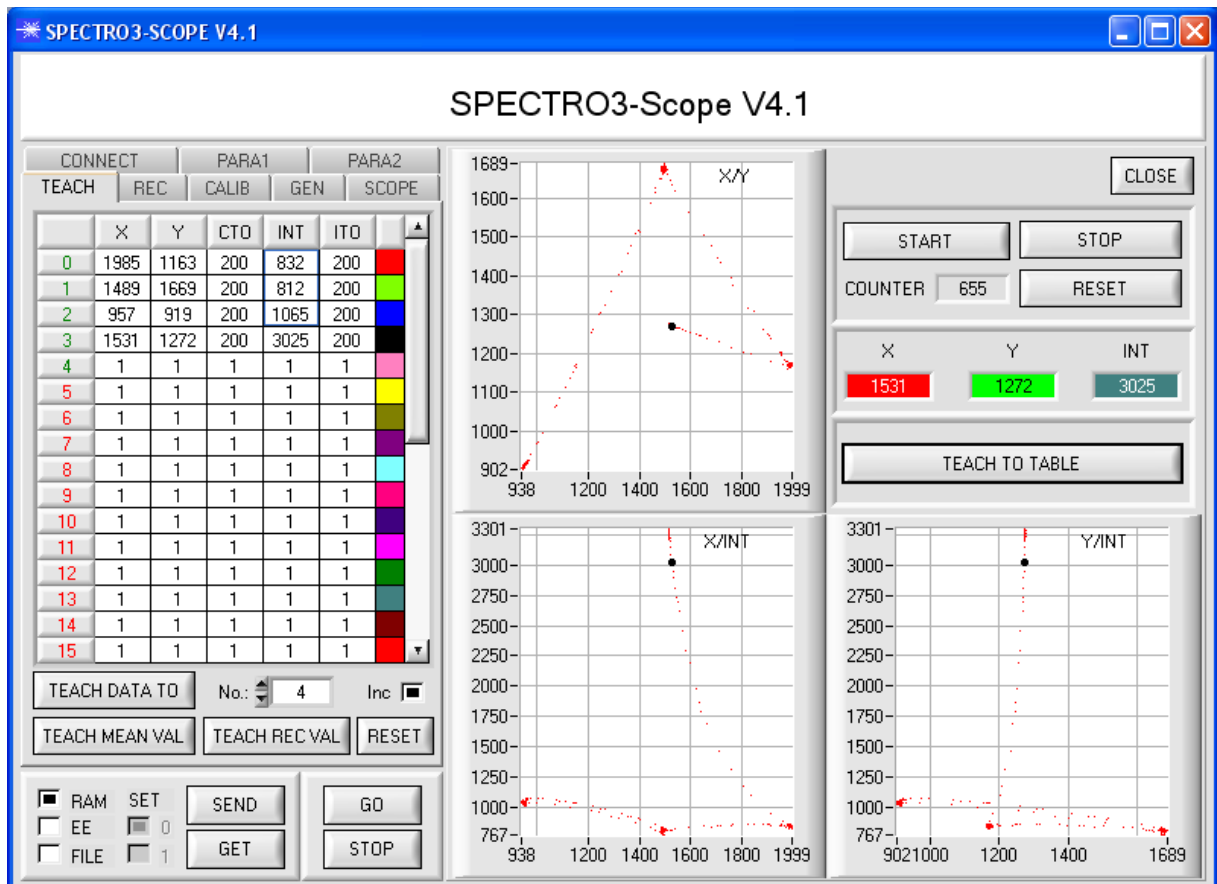 SPECTRO3-SCOPE V4.1
SPECTRO3-Scope V4.1
CONNECT PARA1 PARA2
TEACH REC CALIB GEN SCOPE
X Y CTO INT ITO
0 1985 1163 200 832 200
1 1489 1669 200 812 200
2 957 919 200 1065 200
3 1531 1272 200 3025 200
4 1 1 1 1 1
5 1 1 1 1 1
6 1 1 1 1 1
7 1 1 1 1 1
8 1 1 1 1 1
9 1 1 1 1 1
10 1 1 1 1 1
11 1 1 1 1 1
12 1 1 1 1 1
13 1 1 1 1 1
14 1 1 1 1 1
15 1 1 1 1 1
TEACH DATA TO No.: 4 Inc
TEACH MEAN VAL TEACH REC VAL RESET
RAM SET SEND GO
EE 0
FILE 1 GET STOP
X/Y
1689
1600
1500
1400
1300
1200
1100
1000
902
938 1200 1400 1600 1800 1999
CLOSE
START STOP
COUNTER 655 RESET
X Y INT
1531 1272 3025
TEACH TO TABLE
X/INT
3301
3000
2750
2500
2250
2000
1750
1500
1250
1000
767
938 1200 1400 1600 1800 1999
Y/INT
3301
3000
2750
2500
2250
2000
1750
1500
1250
1000
767
902 1000 1200 1400 1689